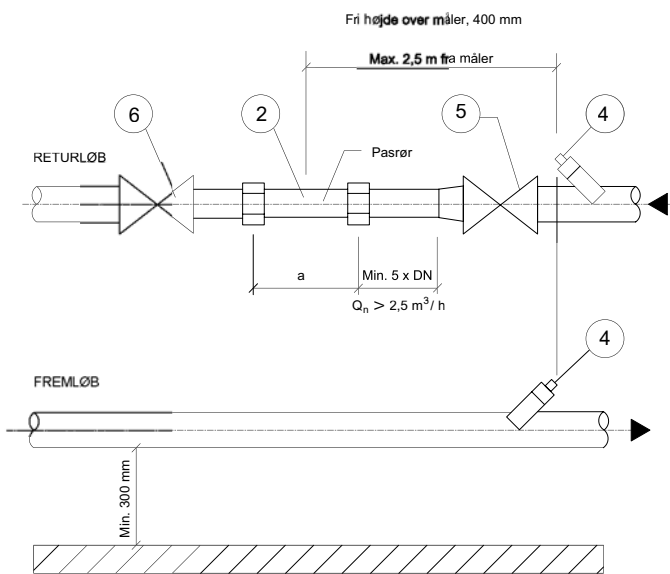 Fri højde over måler, 400 mm
Max. 2,5 m fra måler
6
2
5
4
RETURLØB
Pasrør
a
Min. 5 x DN
Qn > 2,5 m³/ h
4
FREMLØB
Min. 300 mm